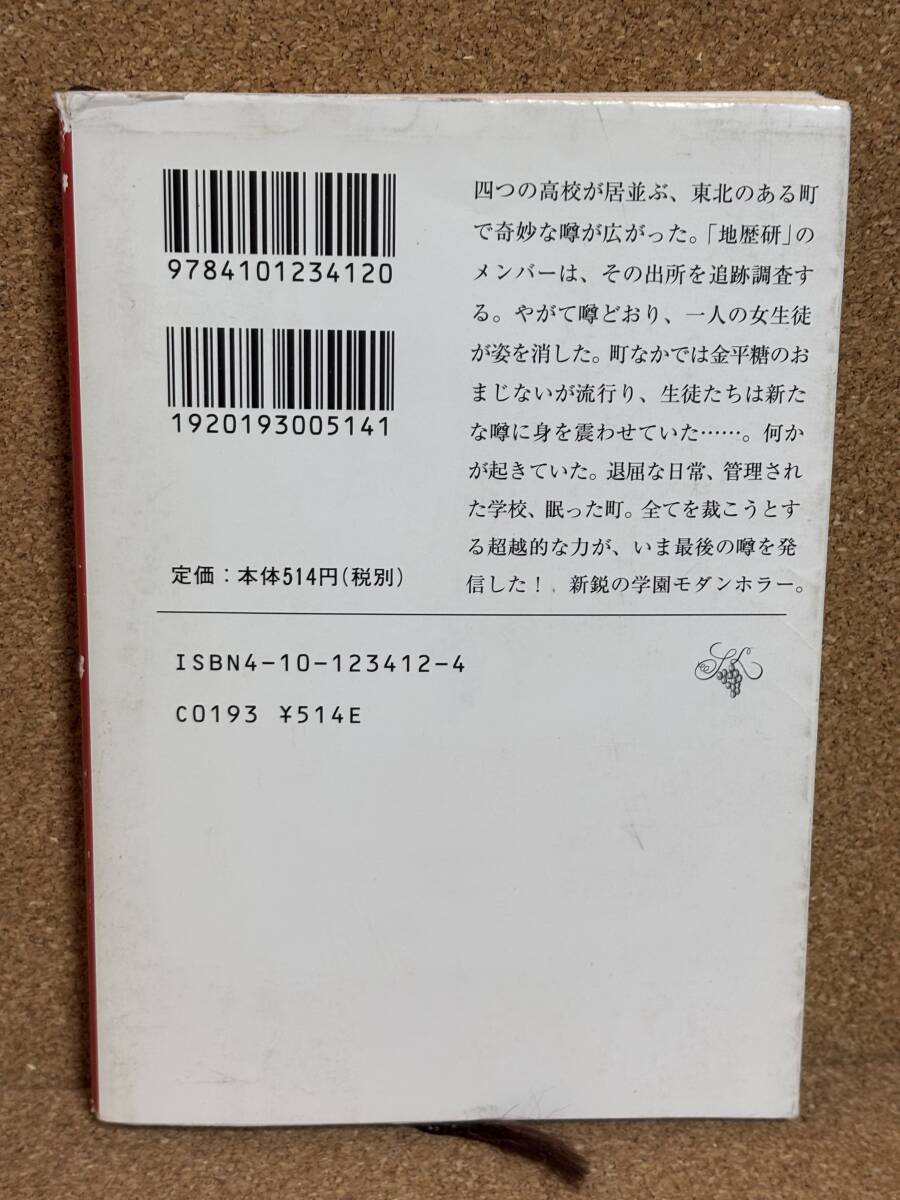 9784101234120
1920193005141
定価：本体514円(税別)
四つの高校が居並ぶ、東北のある町
で奇妙な噂が広がった。「地歴研」の
メンバーは、その出所を追跡調査す
る。やがて噂どおり、一人の女生徒
が姿を消した。町なかでは金平糖のお
まじないが流行り、生徒たちは新た
な噂に身を震わせていた……。何か
が起きていた。退屈な日常、管理され
た学校、眠った町。全てを裁こうとす
る超越的な力が、いま最後の噂を発
信した！ 新鋭の学園モダンホラー。
ISBN4-10-123412-4
C0193 ¥514E